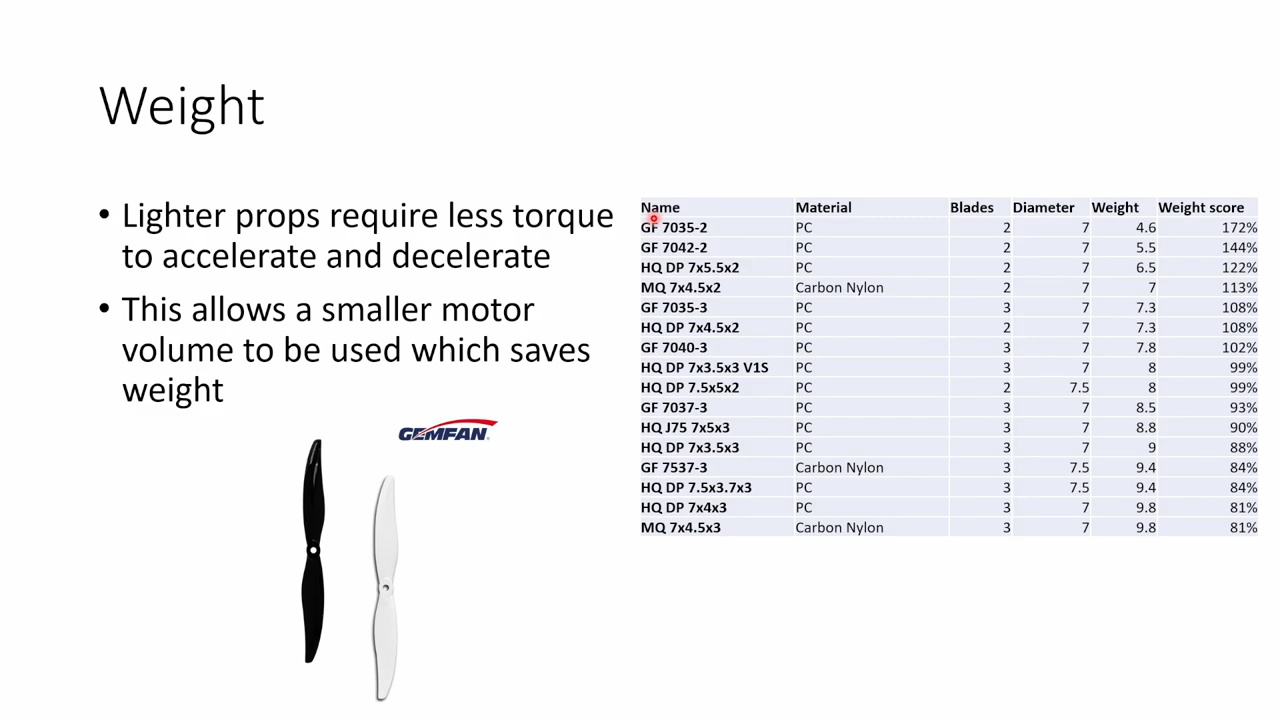 Weight
• Lighter props require less torque
to accelerate and decelerate
• This allows a smaller motor
volume to be used which saves
weight
GEMFAN
Name Material Blades Diameter Weight Weight score
GF 7035-2 PC 2 7 4.6 172%
GF 7042-2 PC 2 7 5.5 144%
HQ DP 7x5.5x2 PC 2 7 6.5 122%
MQ 7x4.5x2 Carbon Nylon 2 7 7 113%
GF 7035-3 PC 3 7 7.3 108%
HQ DP 7x4.5x2 PC 2 7 7.3 108%
GF 7040-3 PC 3 7 7.8 102%
HQ DP 7x3.5x3 V1S PC 3 7 8 99%
HQ DP 7.5x5x2 PC 2 7.5 8 99%
GF 7037-3 PC 3 7 8.5 93%
HQ J75 7x5x3 PC 3 7 8.8 90%
HQ DP 7x3.5x3 PC 3 7 9 88%
GF 7537-3 Carbon Nylon 3 7.5 9.4 84%
HQ DP 7.5x3.7x3 PC 3 7.5 9.4 84%
HQ DP 7x4x3 PC 3 7 9.8 81%
MQ 7x4.5x3 Carbon Nylon 3 7 9.8 81%